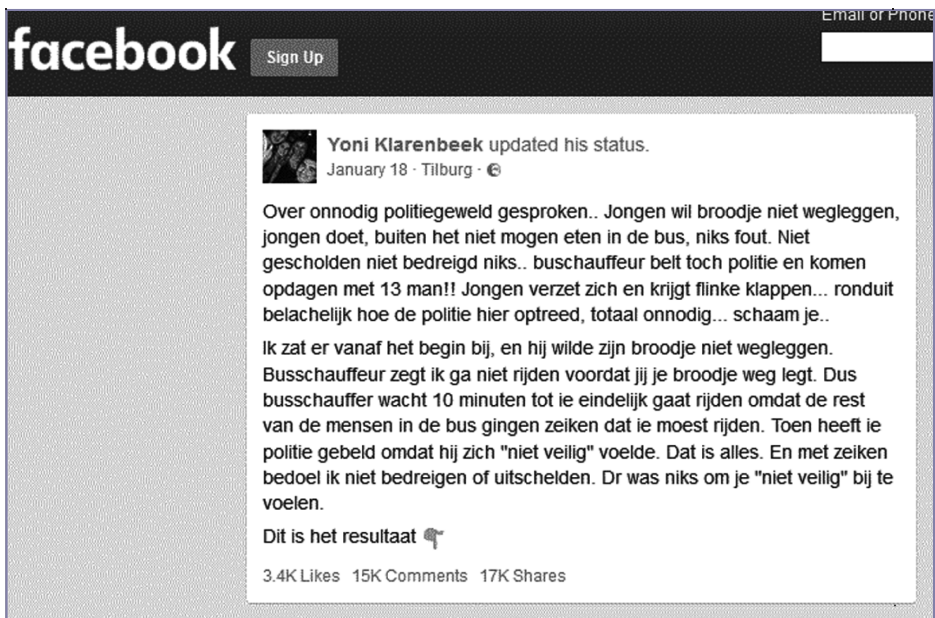 Email or Phone
facebook
Sign Up
Yoni Klarenbeek updated his status.
January 18 · Tilburg ·
Over onnodig politiegeweld gesproken.. Jongen wil broodje niet wegleggen,
jongen doet, buiten het niet mogen eten in de bus, niks fout. Niet
gescholden niet bedreigd niks.. buschauffeur belt toch politie en komen
opdagen met 13 man!! Jongen verzet zich en krijgt flinke klappen... ronduit
belachelijk hoe de politie hier optreed, totaal onnodig... schaam je..
Ik zat er vanaf het begin bij, en hij wilde zijn broodje niet wegleggen.
Busschauffeur zegt ik ga niet rijden voordat jij je broodje weg legt. Dus
busschauffer wacht 10 minuten tot ie eindelijk gaat rijden omdat de rest
van de mensen in de bus gingen zeiken dat ie moest rijden. Toen heeft ie
politie gebeld omdat hij zich "niet veilig" voelde. Dat is alles. En met zeiken
bedoel ik niet bedreigen of uitschelden. Dr was niks om je "niet veilig" bij te
voelen.
Dit is het resultaat 👇
3.4K Likes 15K Comments 17K Shares